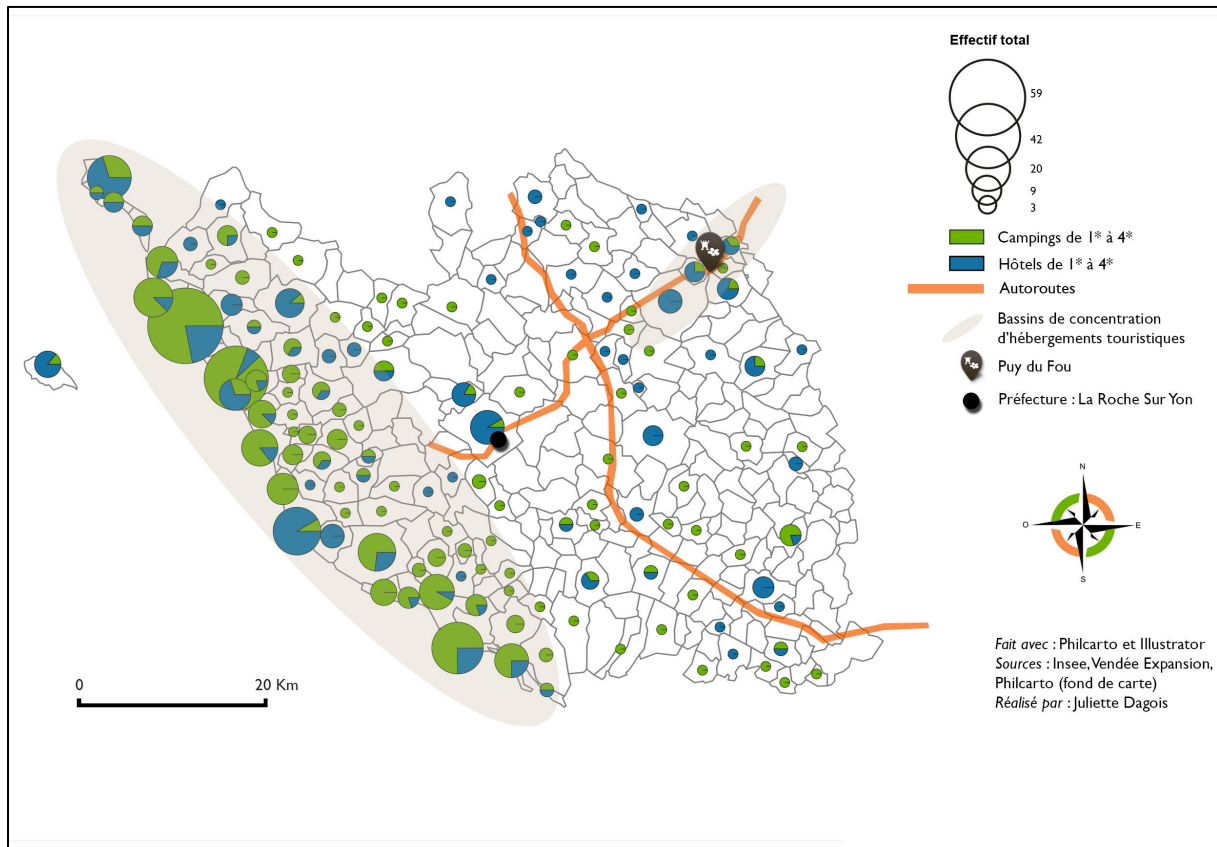 Effectif total
59
42
20
9
3
Campings de 1* à 4*
Hôtels de 1* à 4*
Autoroutes
Bassins de concentration
d'hébergements touristiques
Puy du Fou
Préfecture : La Roche Sur Yon
N
O
E
S
0 20 Km
Fait avec : Philcarto et Illustrator
Sources : Insee, Vendée Expansion,
Philcarto (fond de carte)
Réalisé par : Juliette Dagois